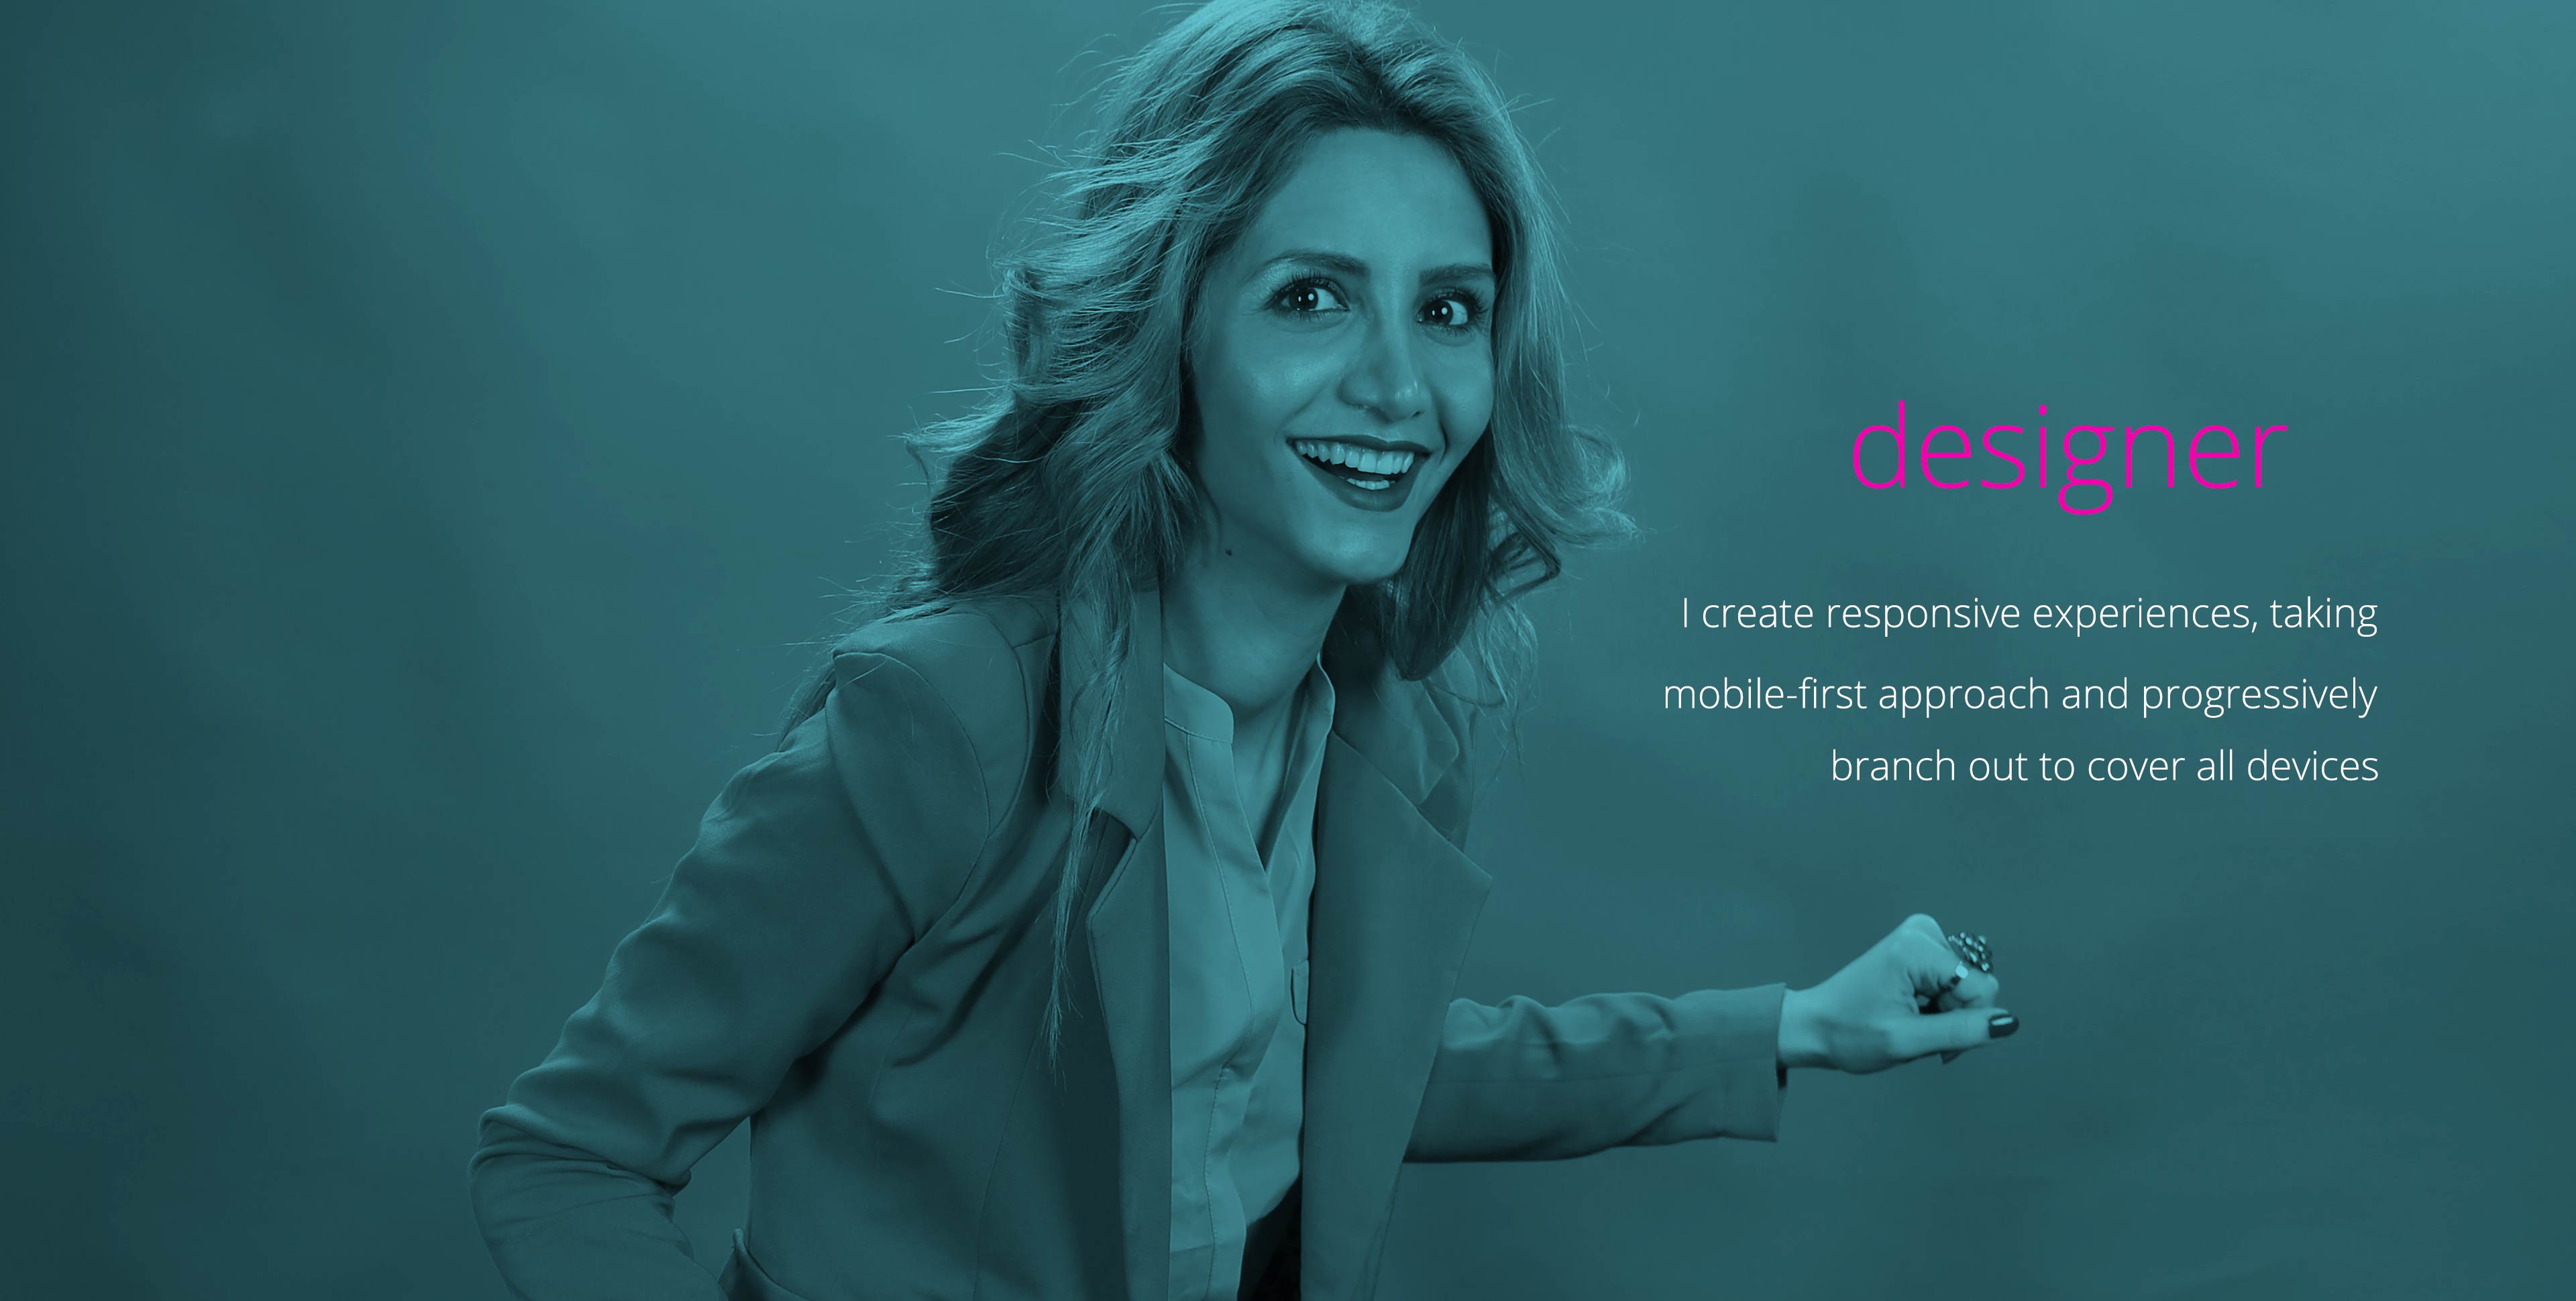 designer
I create responsive experiences, taking
mobile-first approach and progressively
branch out to cover all devices